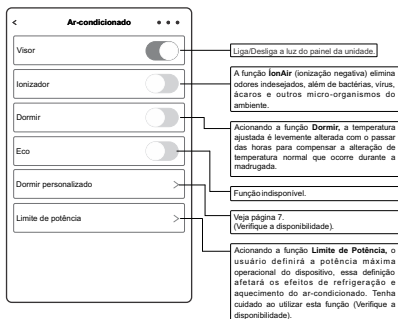 < Ar-condicionado • • •
Visor
Ionizador
Dormir
Eco
Dormir personalizado >
Limite de potência >
Liga/Desliga a luz do painel da unidade.
A função ÍonAir (ionização negativa) elimina
odores indesejados, além de bactérias, vírus,
ácaros e outros micro-organismos do
ambiente.
Acionando a função Dormir, a temperatura
ajustada é levemente alterada com o passar
das horas para compensar a alteração de
temperatura normal que ocorre durante a
madrugada.
Função indisponível.
Veja página 7.
(Verifique a disponibilidade).
Acionando a função Limite de Potência, o
usuário definirá a potência máxima
operacional do dispositivo, essa definição
afetará os efeitos de refrigeração e
aquecimento do ar-condicionado. Tenha
cuidado ao utilizar esta função (Verifique a
disponibilidade).